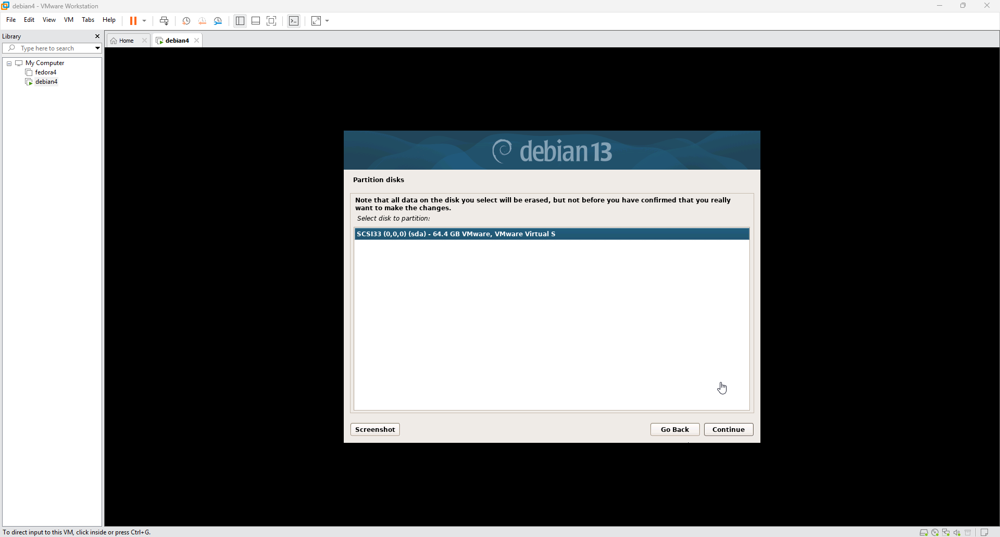 debian4 - VMware Workstation
File Edit View VM Tabs Help
Library
Home
debian4
Type here to search
My Computer
fedora4
debian4
debian 13
Partition disks
Note that all data on the disk you select will be erased, but not before you have confirmed that you really
want to make the changes.
Select disk to partition:
SCSI33 (0,0,0) (sda) - 64.4 GB VMware, VMware Virtual S
Screenshot
Go Back
Continue
To direct input to this VM, click inside or press Ctrl+G.